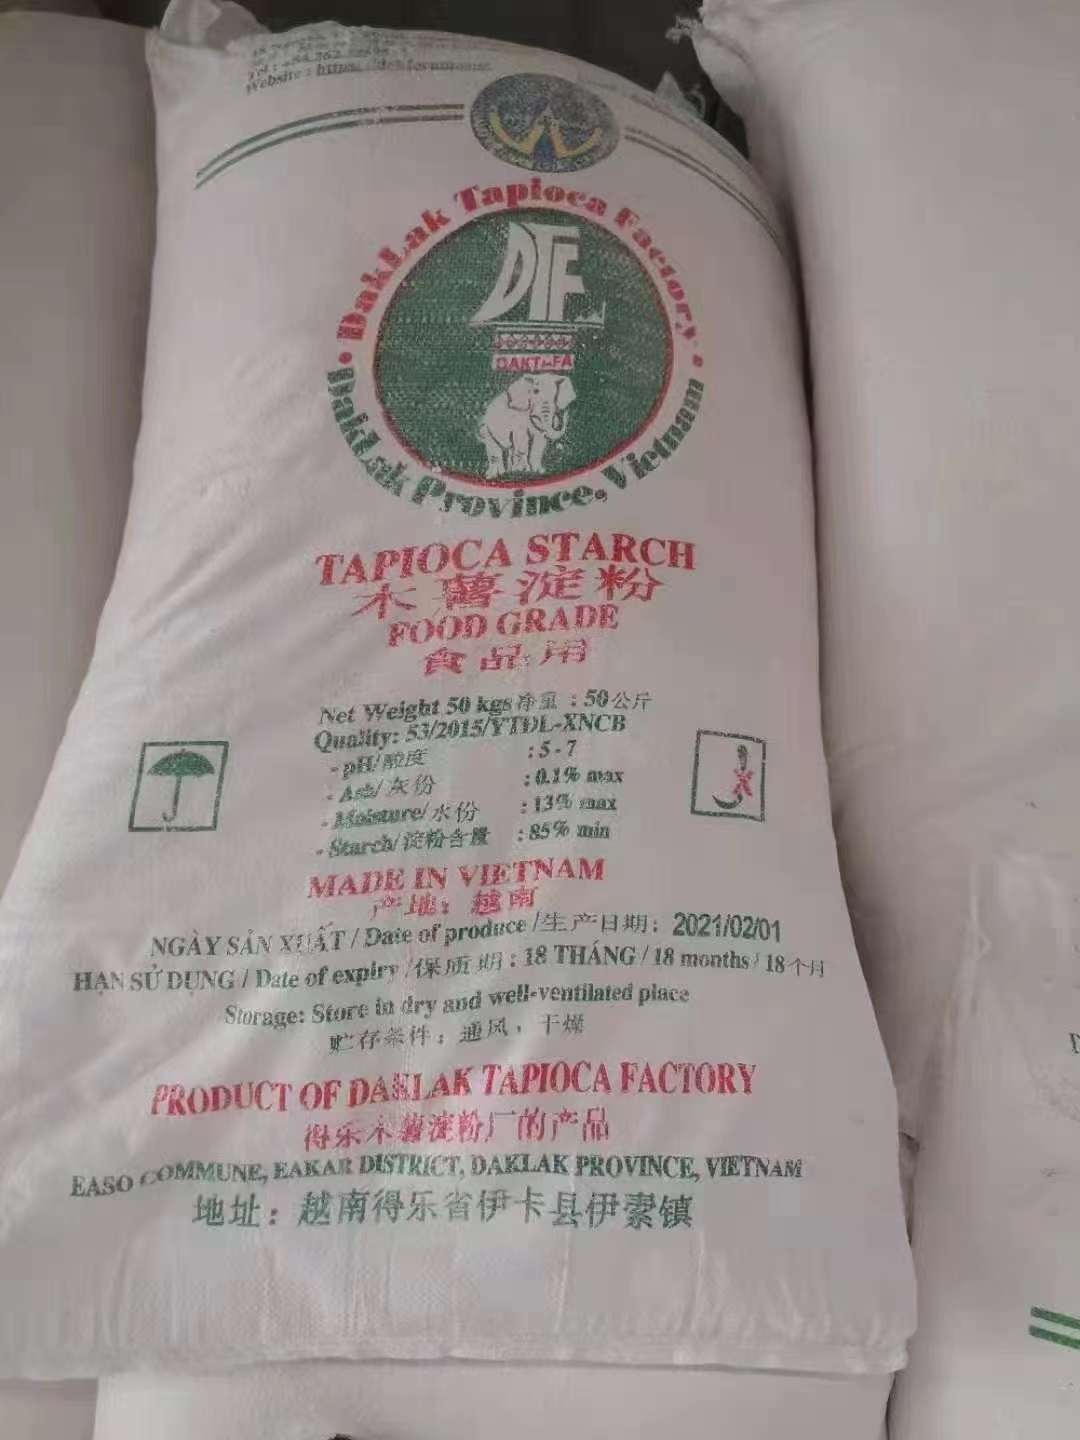 Website : https:
DakLak Tapioca Factory
DTF
DAKTAFA
DakLak Province, Vietnam
TAPIOCA STARCH
木薯淀粉
FOOD GRADE
食品用
Net Weight 50 kgs净重 : 50公斤
Quality: 53/2015/YTDL-XNCB
- pH/酸度 : 5 - 7
- Ash/灰份 : 0.1% max
- Moisture/水份 : 13% max
- Starch/淀粉含量 : 85% min
MADE IN VIETNAM
产地：越南
NGÀY SẢN XUẤT / Date of produce /生产日期: 2021/02/01
HẠN SỬ DỤNG / Date of expiry /保质期 : 18 THÁNG / 18 months / 18个月
Storage: Store in dry and well-ventilated place
贮存条件：通风，干燥
PRODUCT OF DAKLAK TAPIOCA FACTORY
得乐木薯淀粉厂的产品
EASO COMMUNE, EAKAR DISTRICT, DAKLAK PROVINCE, VIETNAM
地址：越南得乐省伊卡县伊索镇